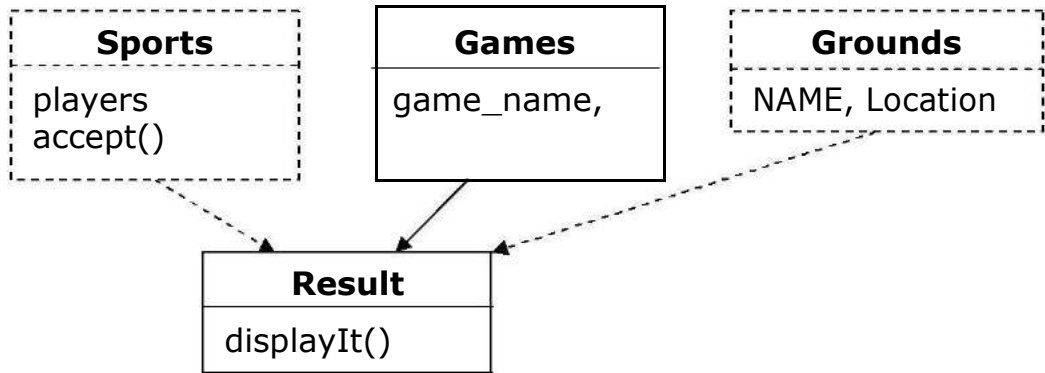 Sports
players
accept()
Games
game_name,
Grounds
NAME, Location
Result
displayIt()